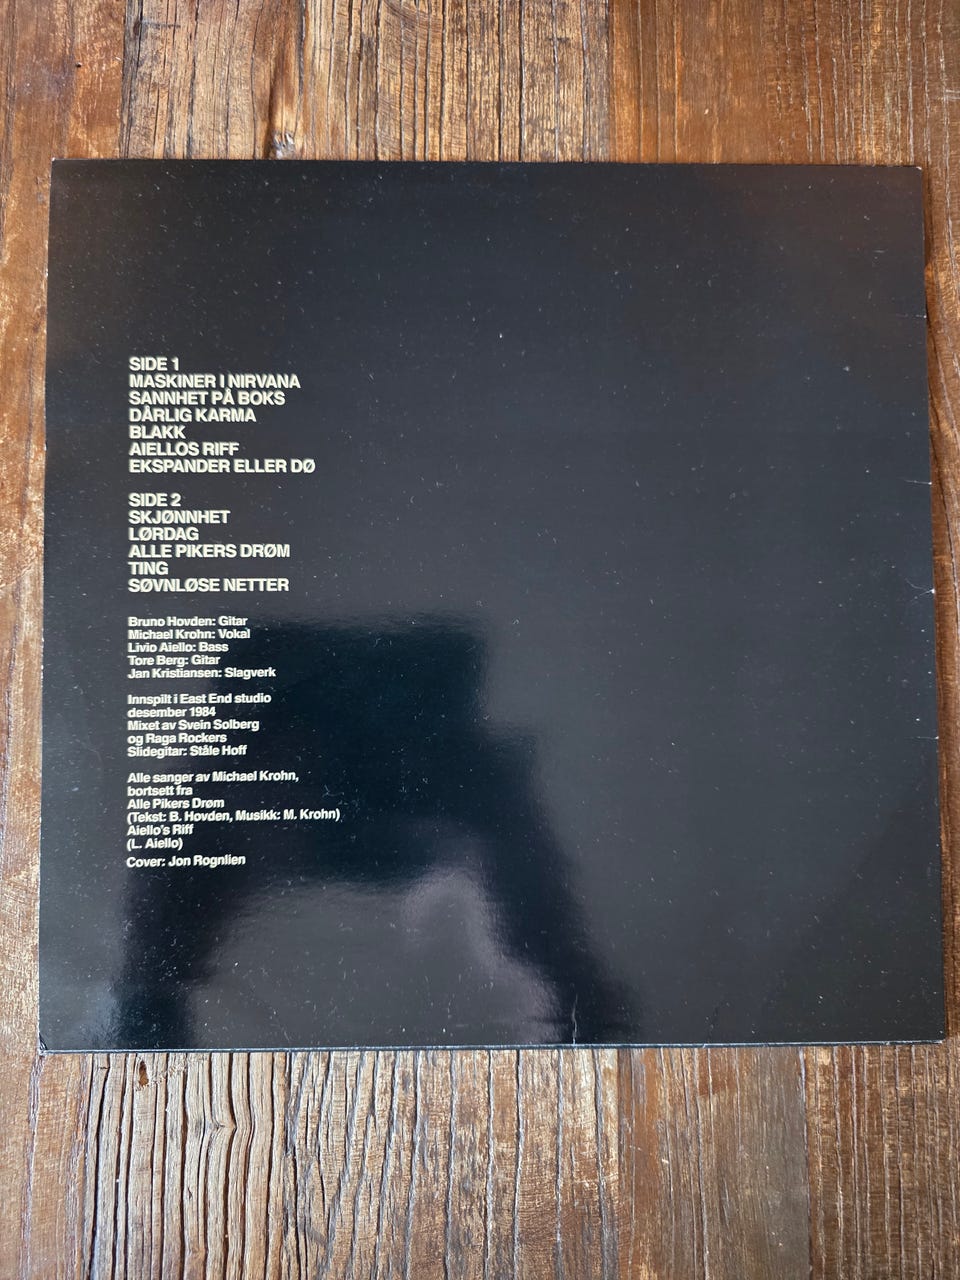 SIDE 1
MASKINER I NIRVANA
SANNHET PÅ BOKS
DÅRLIG KARMA
BLAKK
AIELLOS RIFF
EKSPANDER ELLER DØ
SIDE 2
SKJØNNHET
LØRDAG
ALLE PIKERS DRØM
TING
SØVNLØSE NETTER
Bruno Hovden: Gitar
Michael Krohn: Vokal
Livio Aiello: Bass
Tore Berg: Gitar
Jan Kristiansen: Slagverk
Innspilt i East End studio
desember 1984
Mixet av Svein Solberg
og Raga Rockers
Slidegitar: Ståle Hoff
Alle sanger av Michael Krohn,
bortsett fra
Alle Pikers Drøm
(Tekst: B. Hovden, Musikk: M. Krohn)
Aiello's Riff
(L. Aiello)
Cover: Jon Rognlien